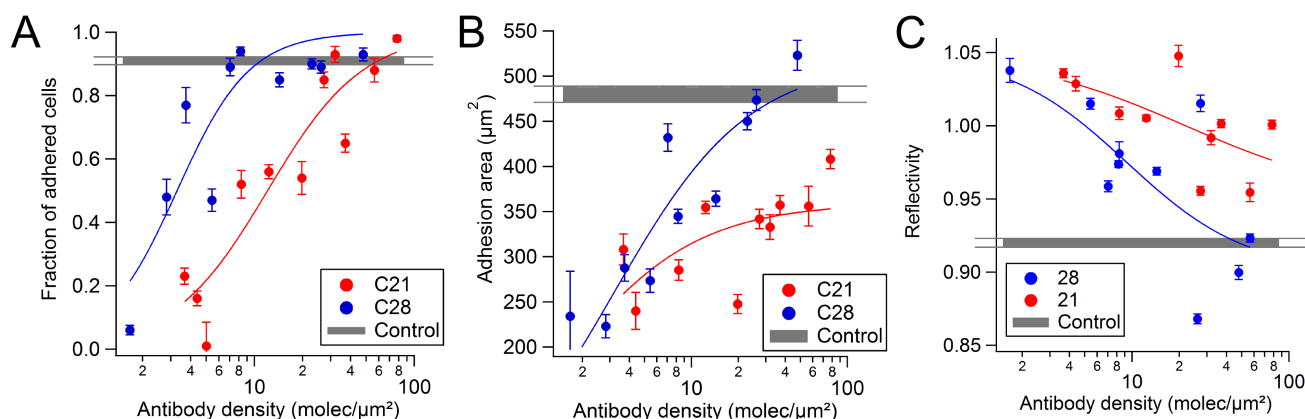 A
Fraction of adhered cells
1.0
0.8
0.6
0.4
0.2
0.0
C21
C28
Control
2 4 6 8 10 2 4 6 8 100
Antibody density (molec/µm²)
B
Adhesion area (µm²)
550
500
450
400
350
300
250
200
C21
C28
Control
2 4 6 8 10 2 4 6 8 100
Antibody density (molec/µm²)
C
Reflectivity
1.05
1.00
0.95
0.90
0.85
28
21
Control
2 4 6 8 10 2 4 6 8 100
Antibody density (molec/µm²)